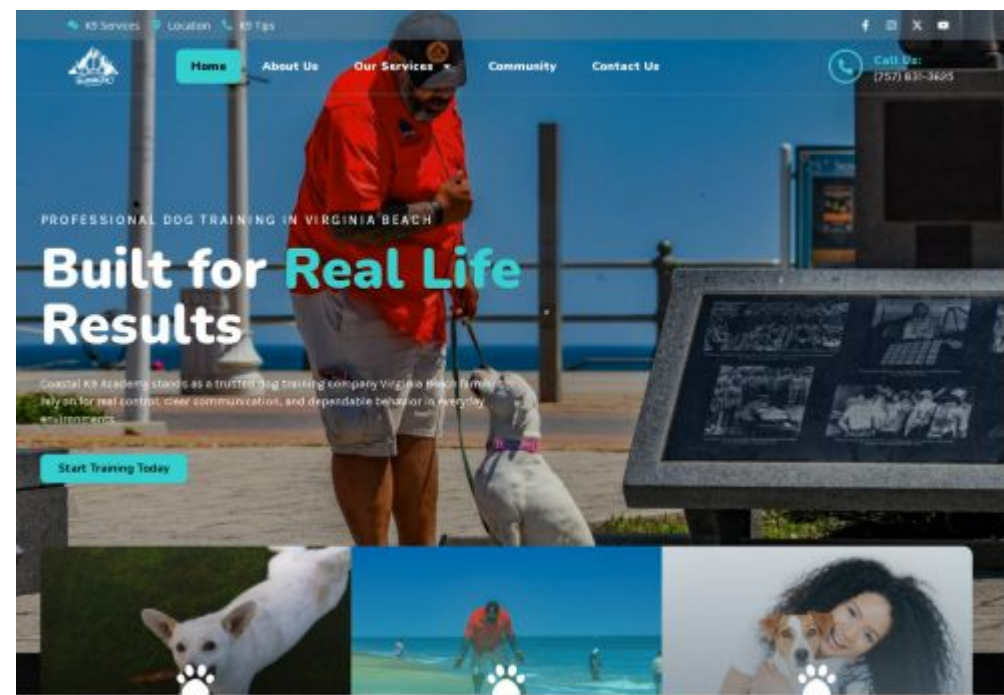 K9 Services Location K9 Tips
Home About Us Our Services Community Contact Us
Call Us:
(757) 831-3625
PROFESSIONAL DOG TRAINING IN VIRGINIA BEACH
Built for Real Life
Results
Coastal K9 Academy stands as a trusted dog training company Virginia Beach families
rely on for real control, clear communication, and dependable behavior in everyday
environments.
Start Training Today